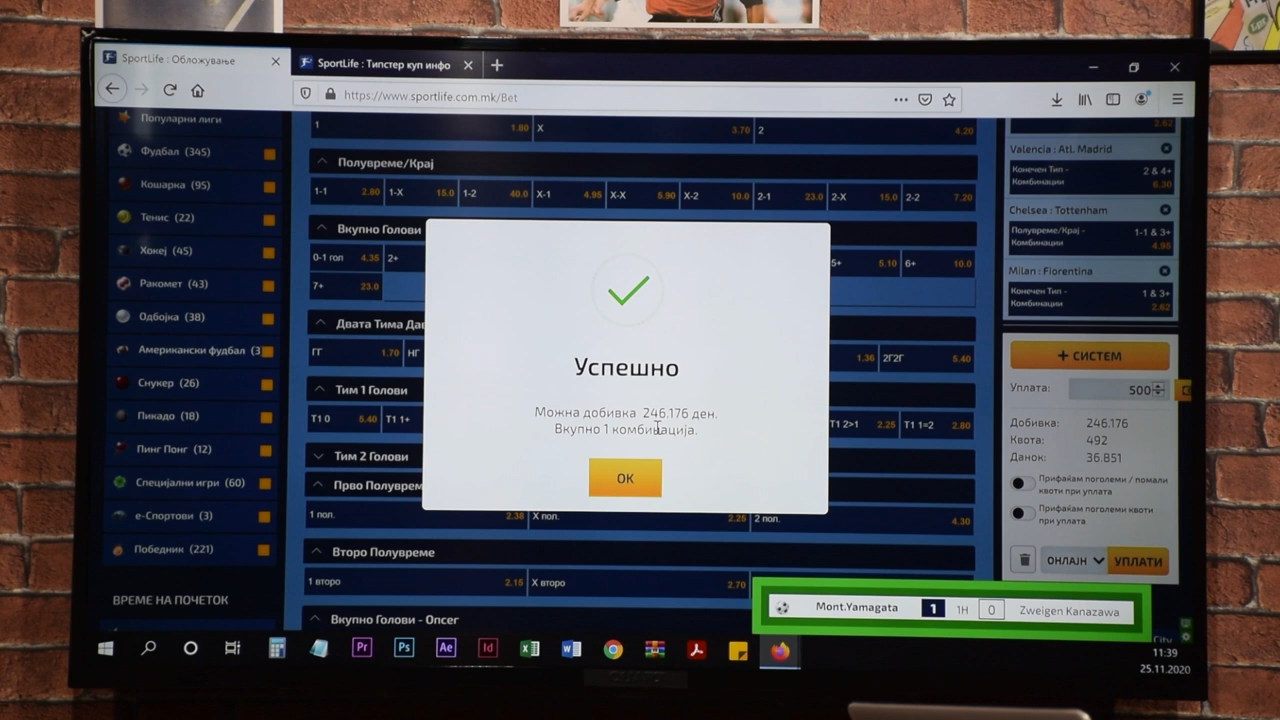 SportLife : Обложување
SportLife : Типстер куп инфо
https://www.sportlife.com.mk/Bet
Популарни лиги
Фудбал (345)
Кошарка (95)
Тенис (22)
Хокеј (45)
Ракомет (43)
Одбојка (38)
Американски фудбал (3
Снукер (26)
Пикадо (18)
Пинг Понг (12)
Специјални игри (60)
е-Спортови (3)
Победник (221)
ВРЕМЕ НА ПОЧЕТОК
1 1.80 X 3.70 2 4.20
Полувреме/Крај
1-1 2.80 1-X 15.0 1-2 40.0 X-1 4.95 X-X 5.90 X-2 10.0 2-1 23.0 2-X 15.0 2-2 7.20
Вкупно Голови
0-1 гол 4.35 2+ 5+ 5.10 6+ 10.0
7+ 23.0
Двата Тима Да
ГГ 1.70 НГ 1.36 2Г2Г 5.40
Тим 1 Голови
Т1 0 5.40 Т1 1+ Т1 2>1 2.25 Т1 1=2 2.80
Тим 2 Голови
Прво Полуврем
1 пол. 2.38 X пол. 2.25 2 пол. 4.30
Второ Полувреме
1 второ 2.15 X второ 2.70
Вкупно Голови - Опсег
Успешно
Можна добивка 246.176 ден.
Вкупно 1 комбинација.
OK
2.62
Valencia : Atl. Madrid
Конечен Тип - 2 & 4+
Комбинации 6.30
Chelsea : Tottenham
Полувреме/Крај - 1-1 & 3+
Комбинации 4.95
Milan : Fiorentina
Конечен Тип - 1 & 3+
Комбинации 2.62
+ СИСТЕМ
Уплата: 500
Добивка: 246.176
Квота: 492
Данок: 36.851
Прифаќам поголеми / помали
квоти при уплата
Прифаќам поголеми квоти
при уплата
ОНЛАЈН УПЛАТИ
Mont.Yamagata 1 1H 0 Zweigen Kanazawa
City
Pr Ps Ae Id
11:39
25.11.2020